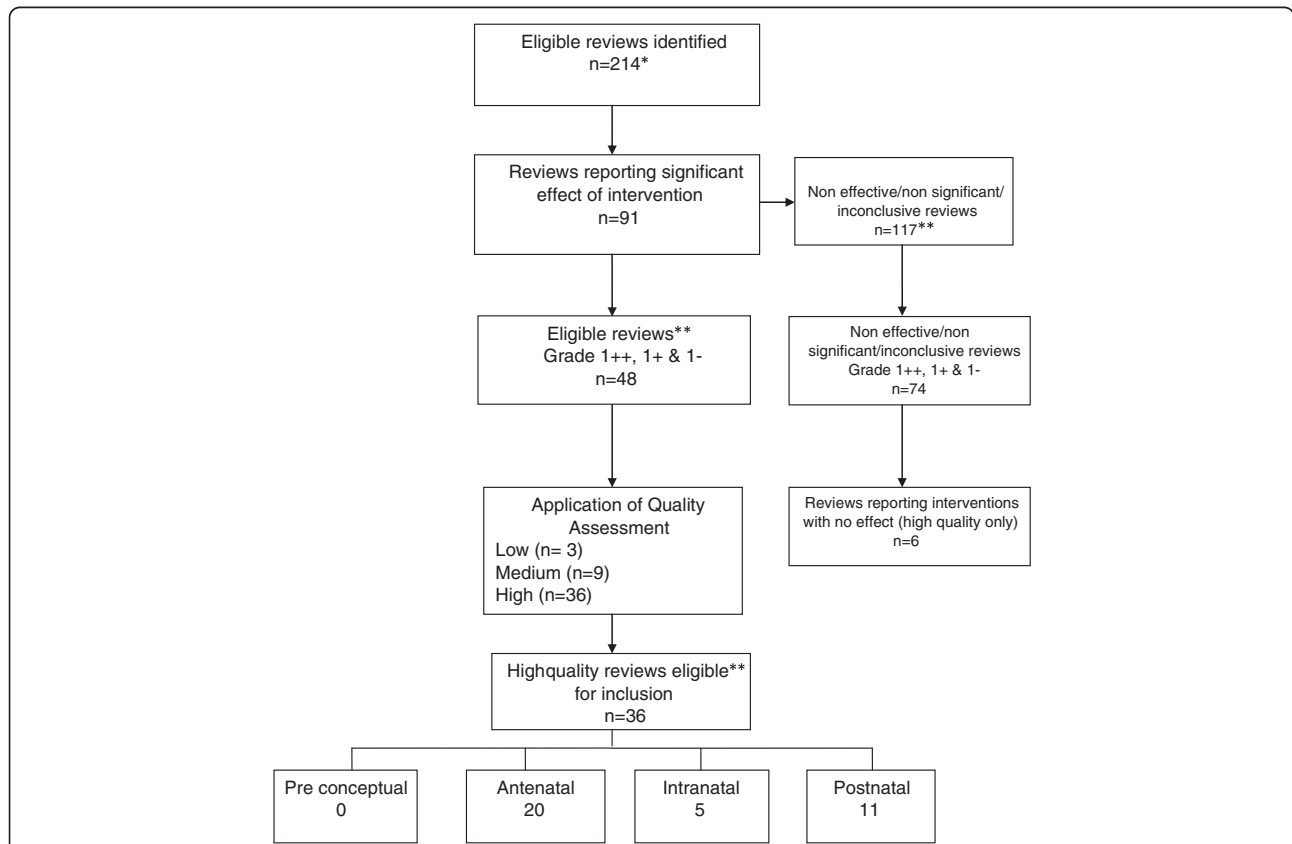 Eligible reviews identified
n=214*
Reviews reporting significant
effect of intervention
n=91
Non effective/non significant/
inconclusive reviews
n=117**
Eligible reviews**
Grade 1++, 1+ & 1-
n=48
Non effective/non
significant/inconclusive reviews
Grade 1++, 1+ & 1-
n=74
Application of Quality
Assessment
Low (n= 3)
Medium (n=9)
High (n=36)
Reviews reporting interventions
with no effect (high quality only)
n=6
Highquality reviews eligible**
for inclusion
n=36
Pre conceptual
0
Antenatal
20
Intranatal
5
Postnatal
11